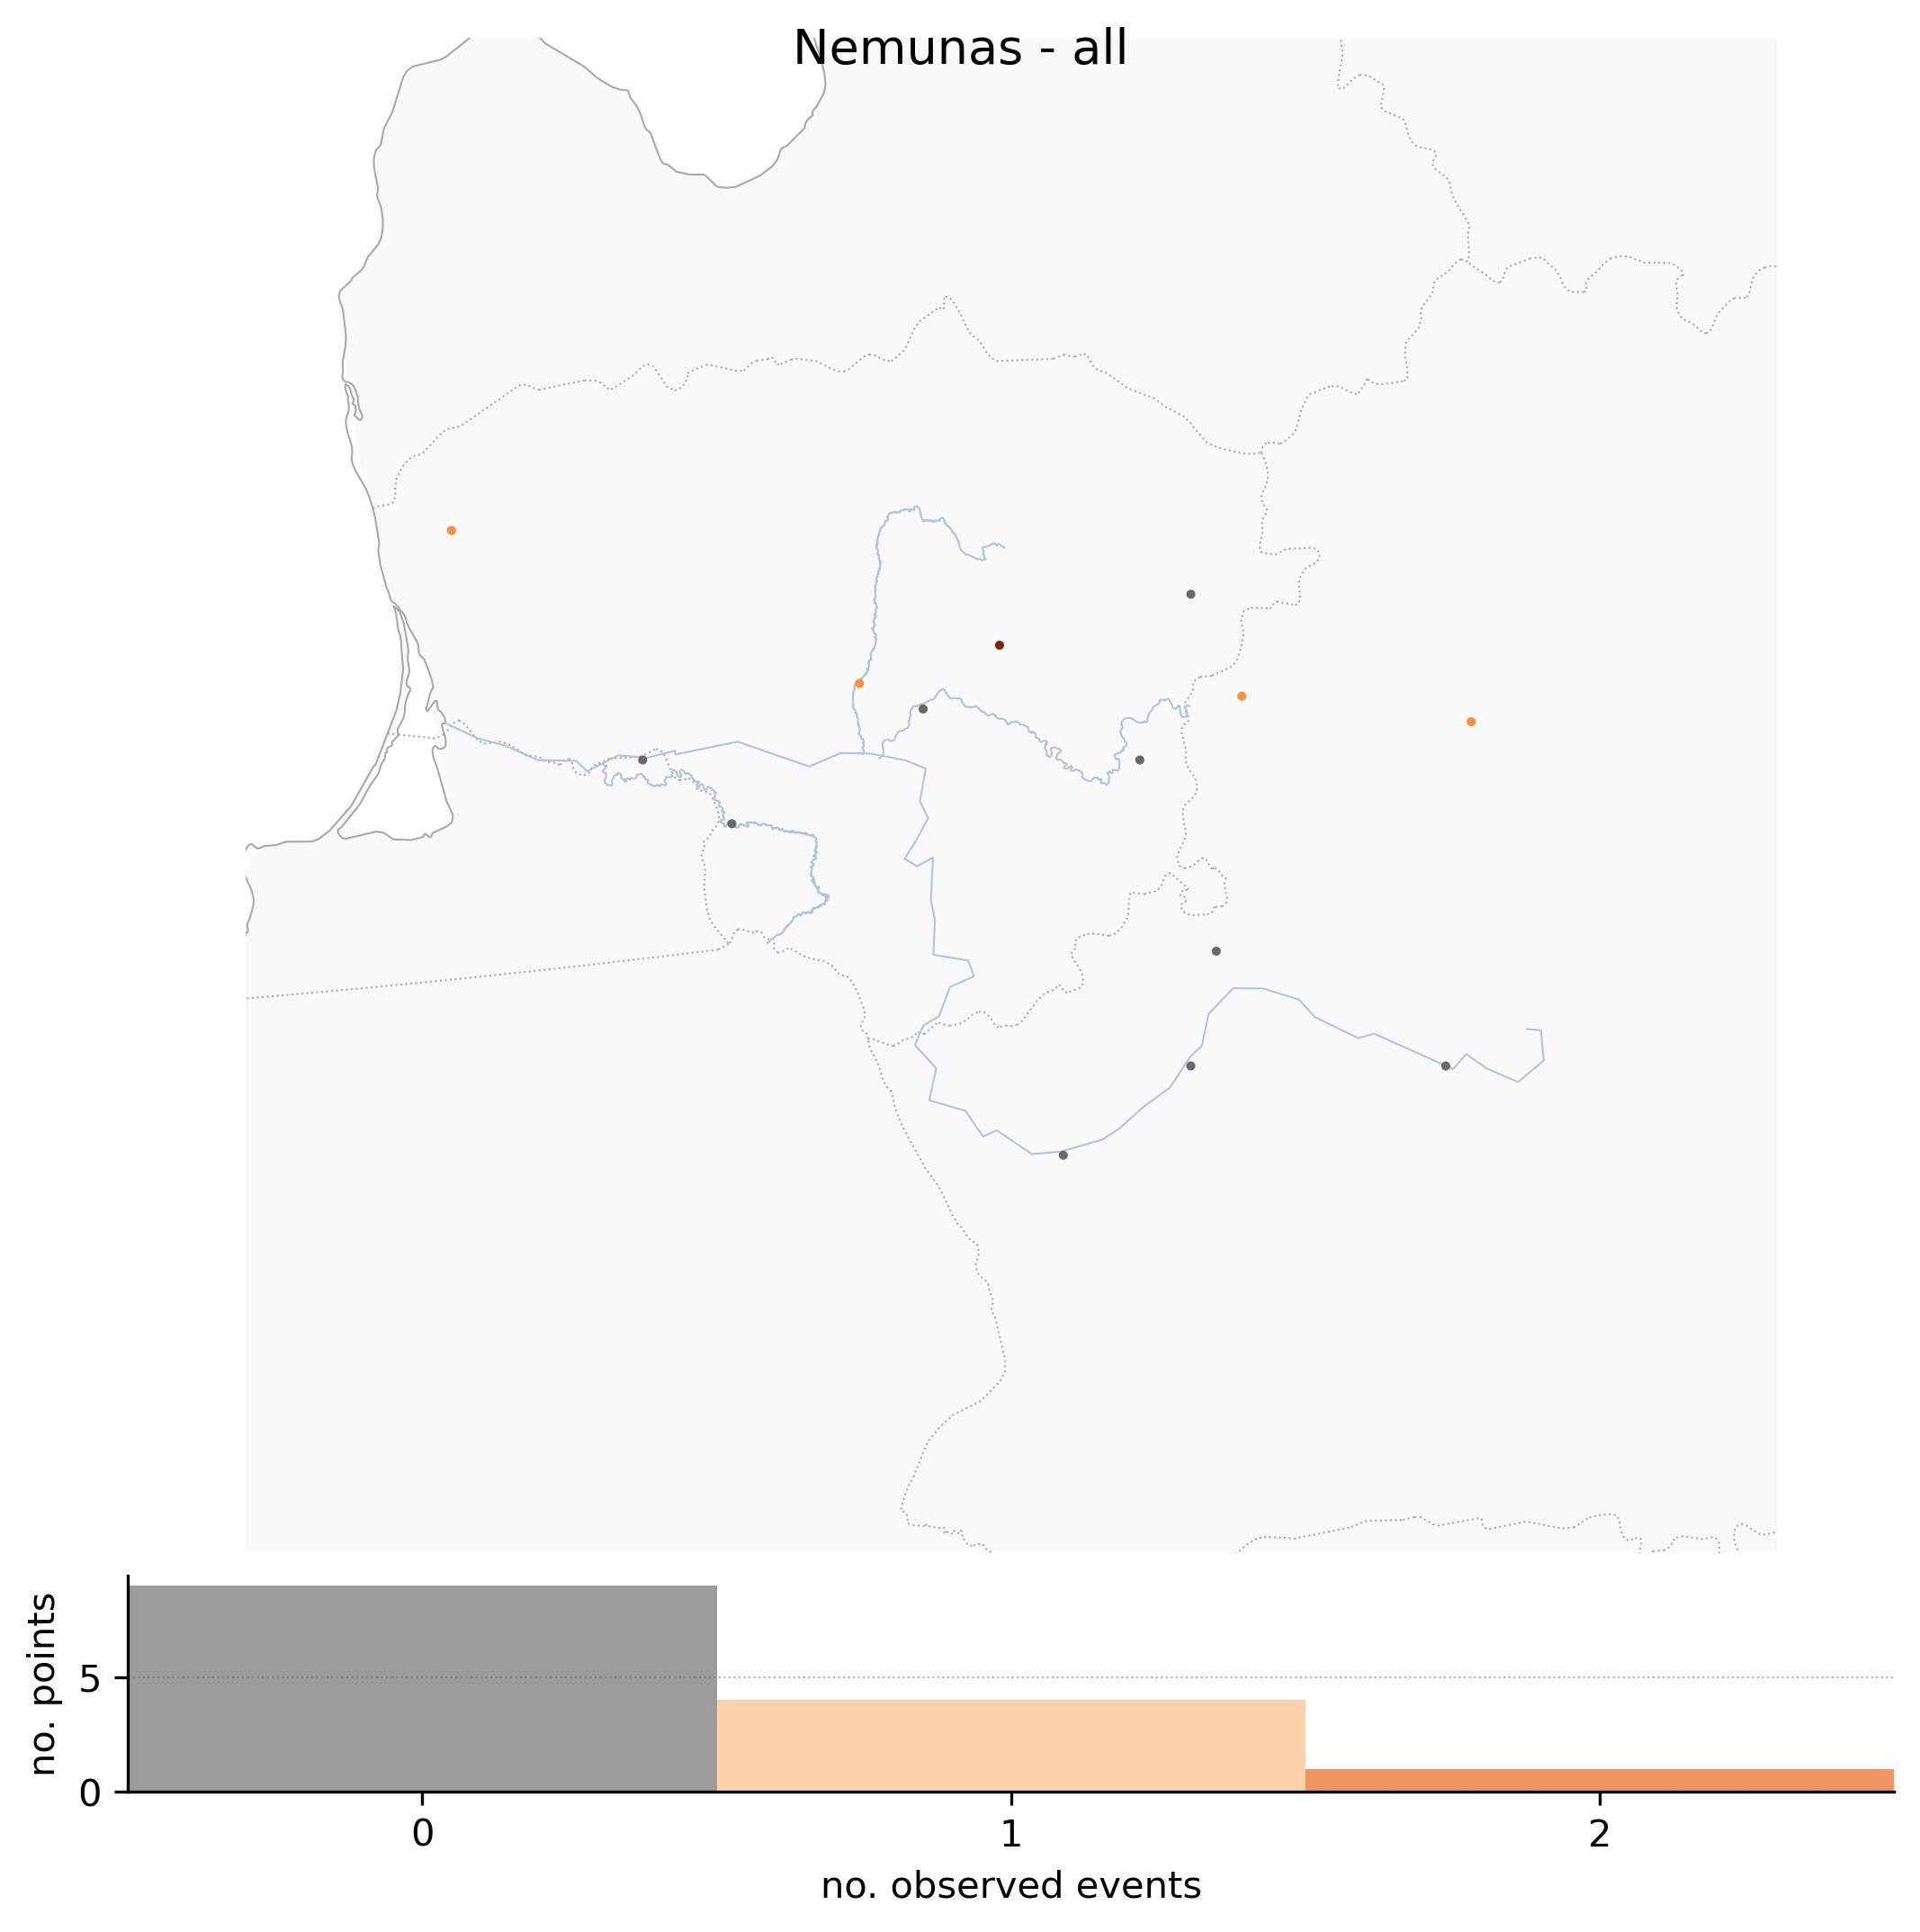 Nemunas - all
no. points
5
0
0 1 2
no. observed events